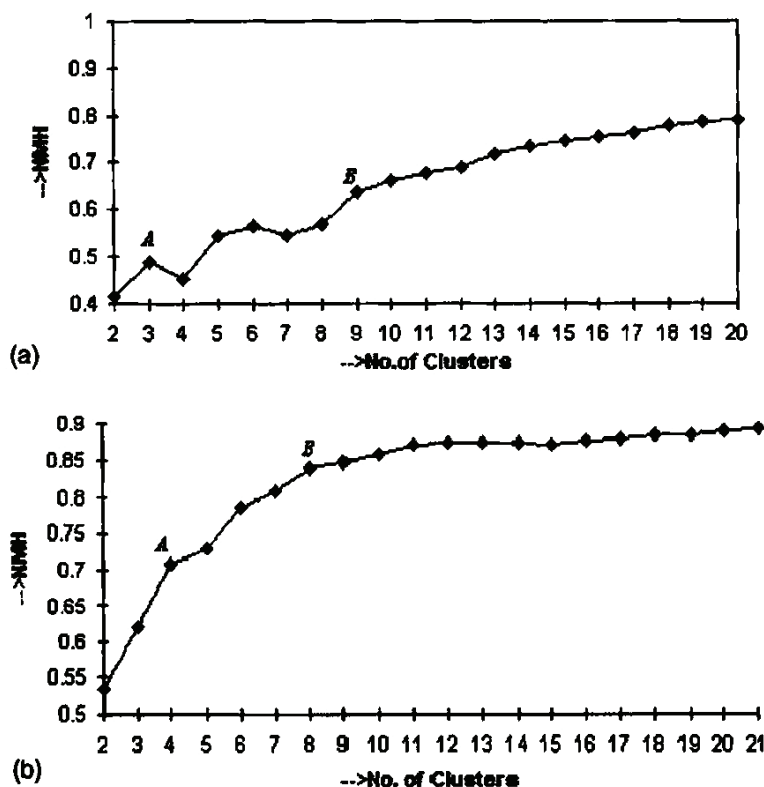 1
0.9
0.8
-->NMH
0.7
0.6
0.5
0.4
A
B
2 3 4 5 6 7 8 9 10 11 12 13 14 15 16 17 18 19 20
(a)
-->No.of Clusters
0.9
0.85
0.8
0.75
-->NMH
0.7
0.65
0.6
0.55
0.5
A
B
2 3 4 5 6 7 8 9 10 11 12 13 14 15 16 17 18 19 20 21
(b)
-->No. of Clusters